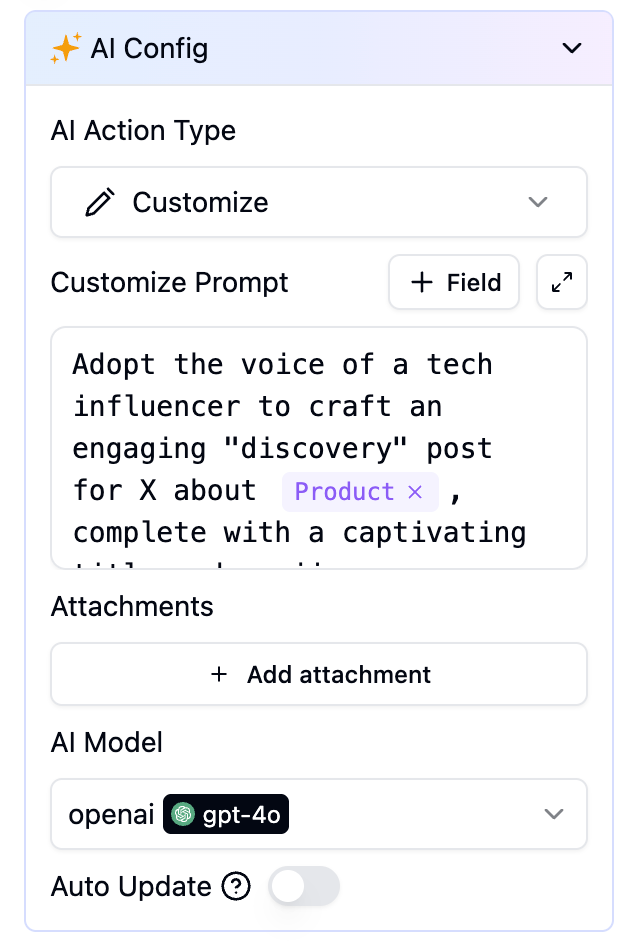 AI Config
AI Action Type
Customize
Customize Prompt
+ Field
Adopt the voice of a tech
influencer to craft an
engaging "discovery" post
for X about Product × ,
complete with a captivating
Attachments
+ Add attachment
AI Model
openai gpt-4o
Auto Update ?